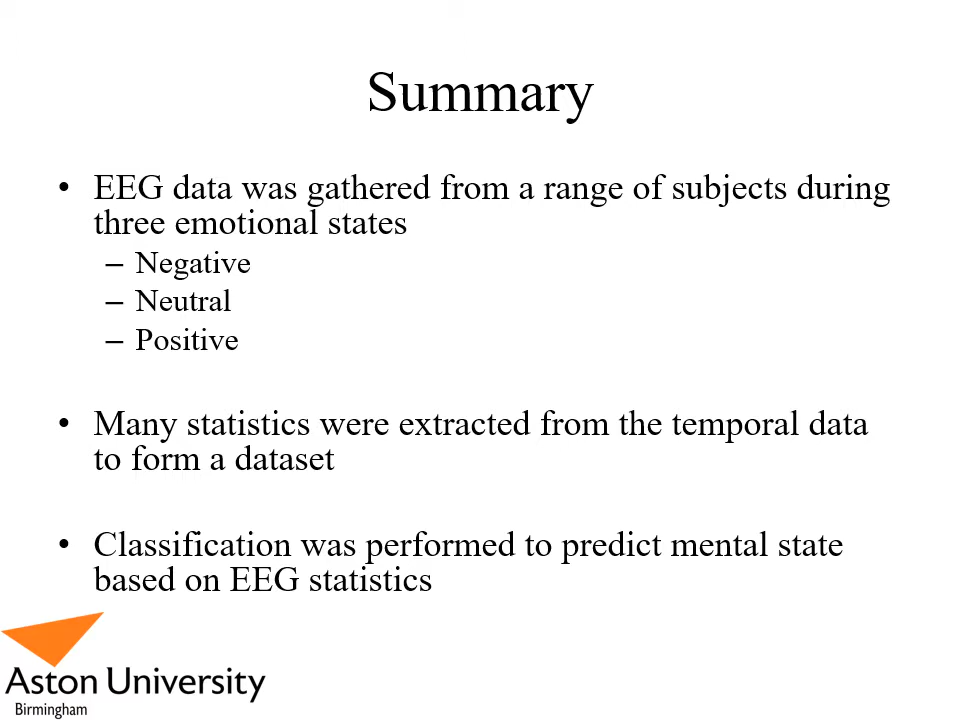 Summary
• EEG data was gathered from a range of subjects during
three emotional states
– Negative
– Neutral
– Positive
• Many statistics were extracted from the temporal data
to form a dataset
• Classification was performed to predict mental state
based on EEG statistics
Aston University
Birmingham